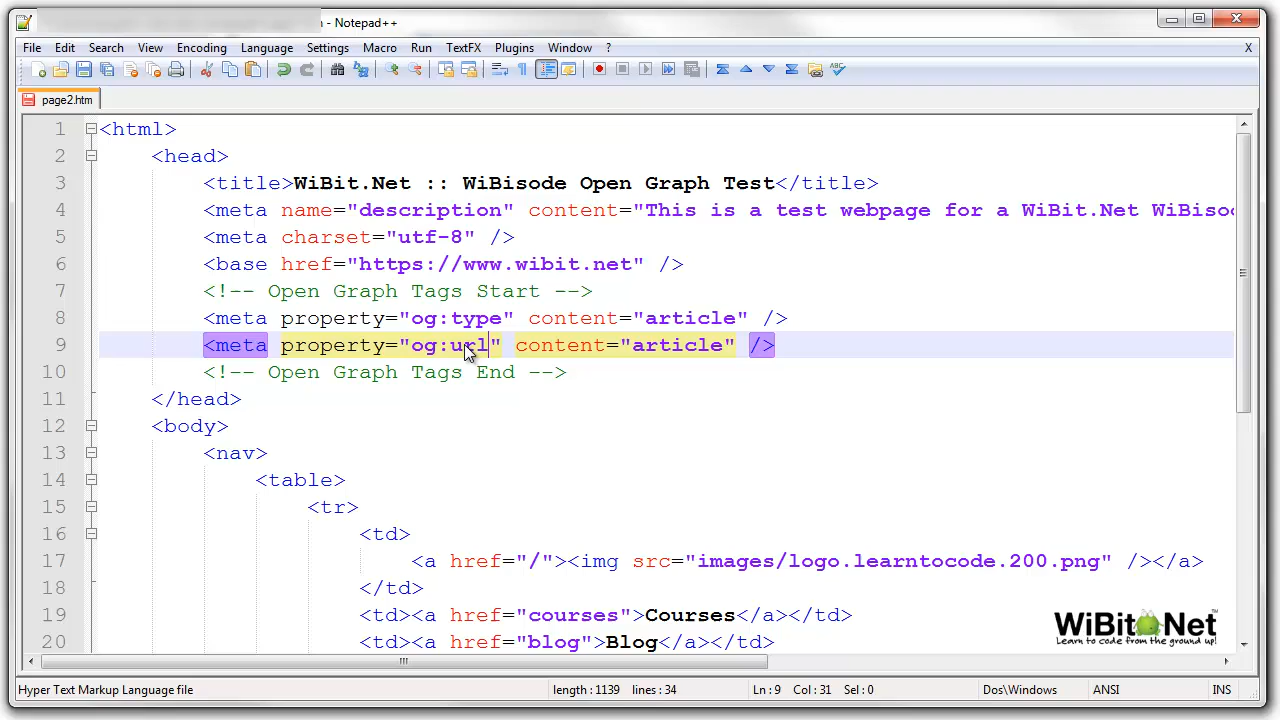 - Notepad++
File Edit Search View Encoding Language Settings Macro Run TextFX Plugins Window ? X
page2.htm
1 <html>
2 <head>
3 <title>WiBit.Net :: WiBisode Open Graph Test</title>
4 <meta name="description" content="This is a test webpage for a WiBit.Net WiBiso
5 <meta charset="utf-8" />
6 <base href="https://www.wibit.net" />
7 <!-- Open Graph Tags Start -->
8 <meta property="og:type" content="article" />
9 <meta property="og:url" content="article" />
10 <!-- Open Graph Tags End -->
11 </head>
12 <body>
13 <nav>
14 <table>
15 <tr>
16 <td>
17 <a href="/"><img src="images/logo.learntocode.200.png" /></a>
18 </td>
19 <td><a href="courses">Courses</a></td>
20 <td><a href="blog">Blog</a></td>
WiBit.Net™
Learn to code from the ground up!
Hyper Text Markup Language file length : 1139 lines : 34 Ln : 9 Col : 31 Sel : 0 Dos\Windows ANSI INS